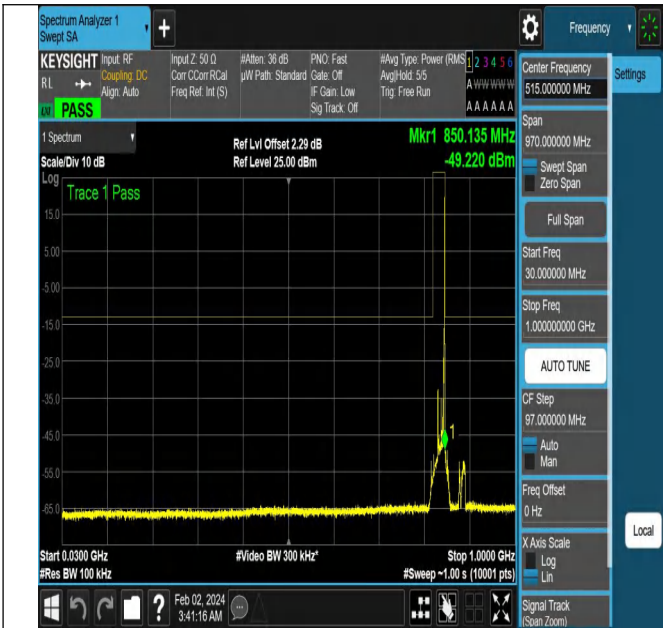 Spectrum Analyzer 1
Swept SA
Frequency
KEYSIGHT
RL
PASS
Input: RF
Coupling: DC
Align: Auto
Input Z: 50 Ω
Corr CCorr RCal
Freq Ref: Int (S)
#Atten: 36 dB
µW Path: Standard
PNO: Fast
Gate: Off
IF Gain: Low
Sig Track: Off
#Avg Type: Power (RMS
Avg|Hold: 5/5
Trig: Free Run
1 2 3 4 5 6
A W W W W W
A A A A A A
1 Spectrum
Scale/Div 10 dB
Ref Lvl Offset 2.29 dB
Ref Level 25.00 dBm
Mkr1 850.135 MHz
-49.220 dBm
Log
Trace 1 Pass
15.0
5.00
-5.00
-15.0
-25.0
-35.0
-45.0
-55.0
-65.0
1
Start 0.0300 GHz
#Res BW 100 kHz
#Video BW 300 kHz*
Stop 1.0000 GHz
#Sweep ~1.00 s (10001 pts)
Center Frequency
515.000000 MHz
Span
970.000000 MHz
Swept Span
Zero Span
Full Span
Start Freq
30.000000 MHz
Stop Freq
1.000000000 GHz
AUTO TUNE
CF Step
97.000000 MHz
Auto
Man
Freq Offset
0 Hz
X Axis Scale
Log
Lin
Signal Track
(Span Zoom)
Settings
Local
Feb 02, 2024
3:41:16 AM